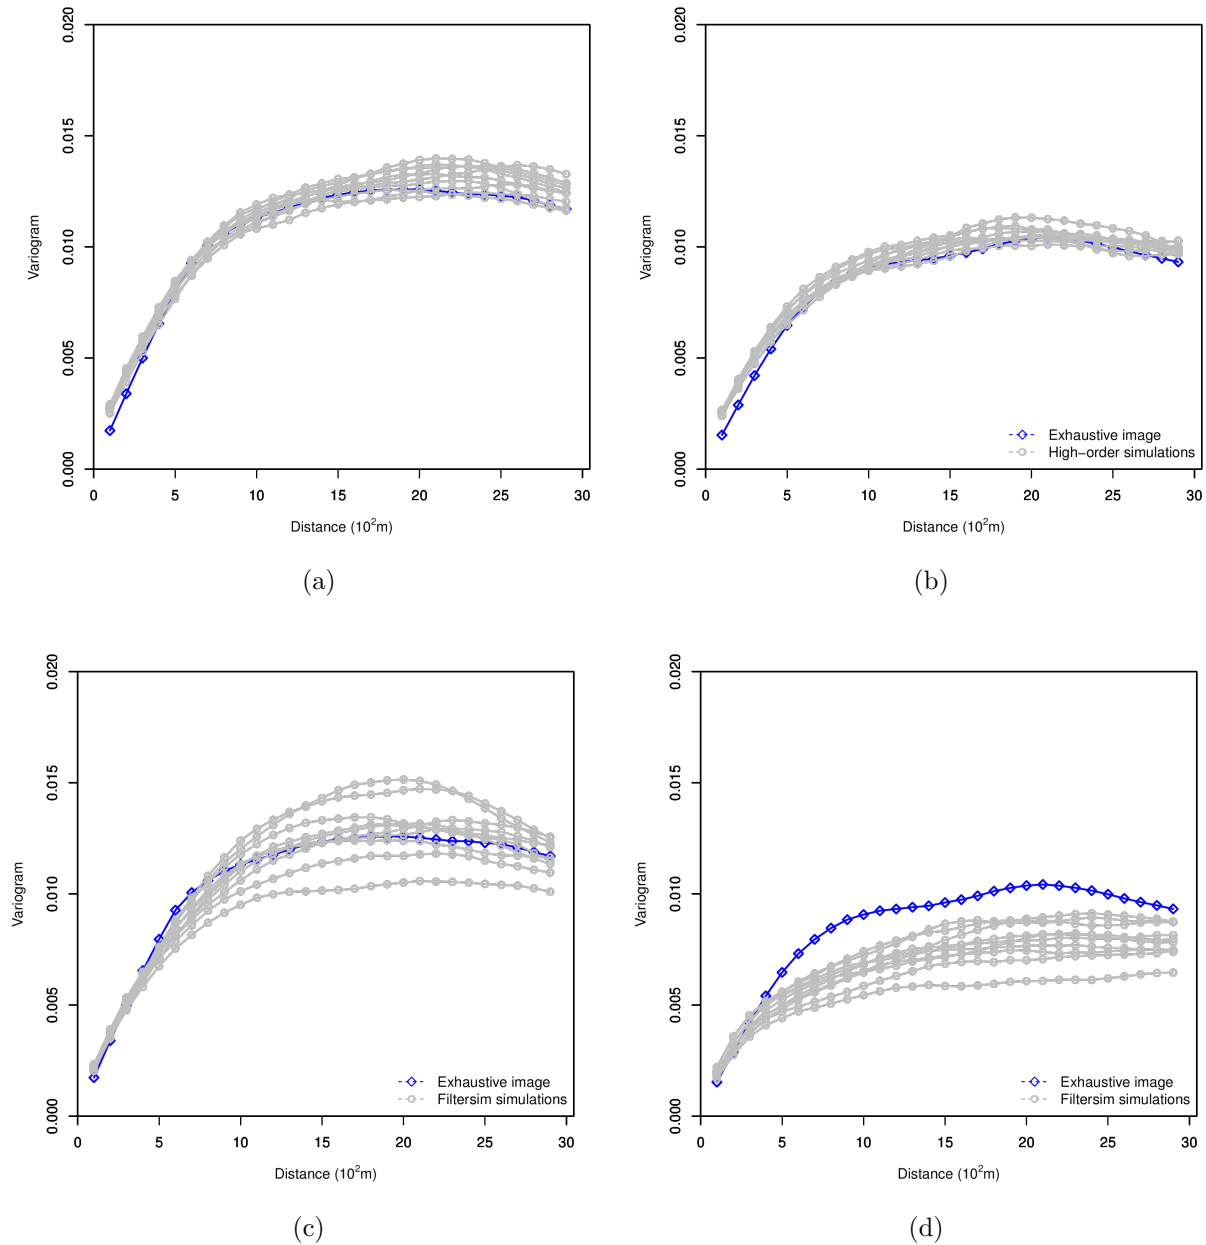 0.020
0.015
0.010
0.005
0.000
Variogram
0 5 10 15 20 25 30
Distance (10²m)
(a)
0.020
0.015
0.010
0.005
0.000
Variogram
Exhaustive image
High−order simulations
0 5 10 15 20 25 30
Distance (10²m)
(b)
0.020
0.015
0.010
0.005
0.000
Variogram
Exhaustive image
Filtersim simulations
0 5 10 15 20 25 30
Distance (10²m)
(c)
0.020
0.015
0.010
0.005
0.000
Variogram
Exhaustive image
Filtersim simulations
0 5 10 15 20 25 30
Distance (10²m)
(d)